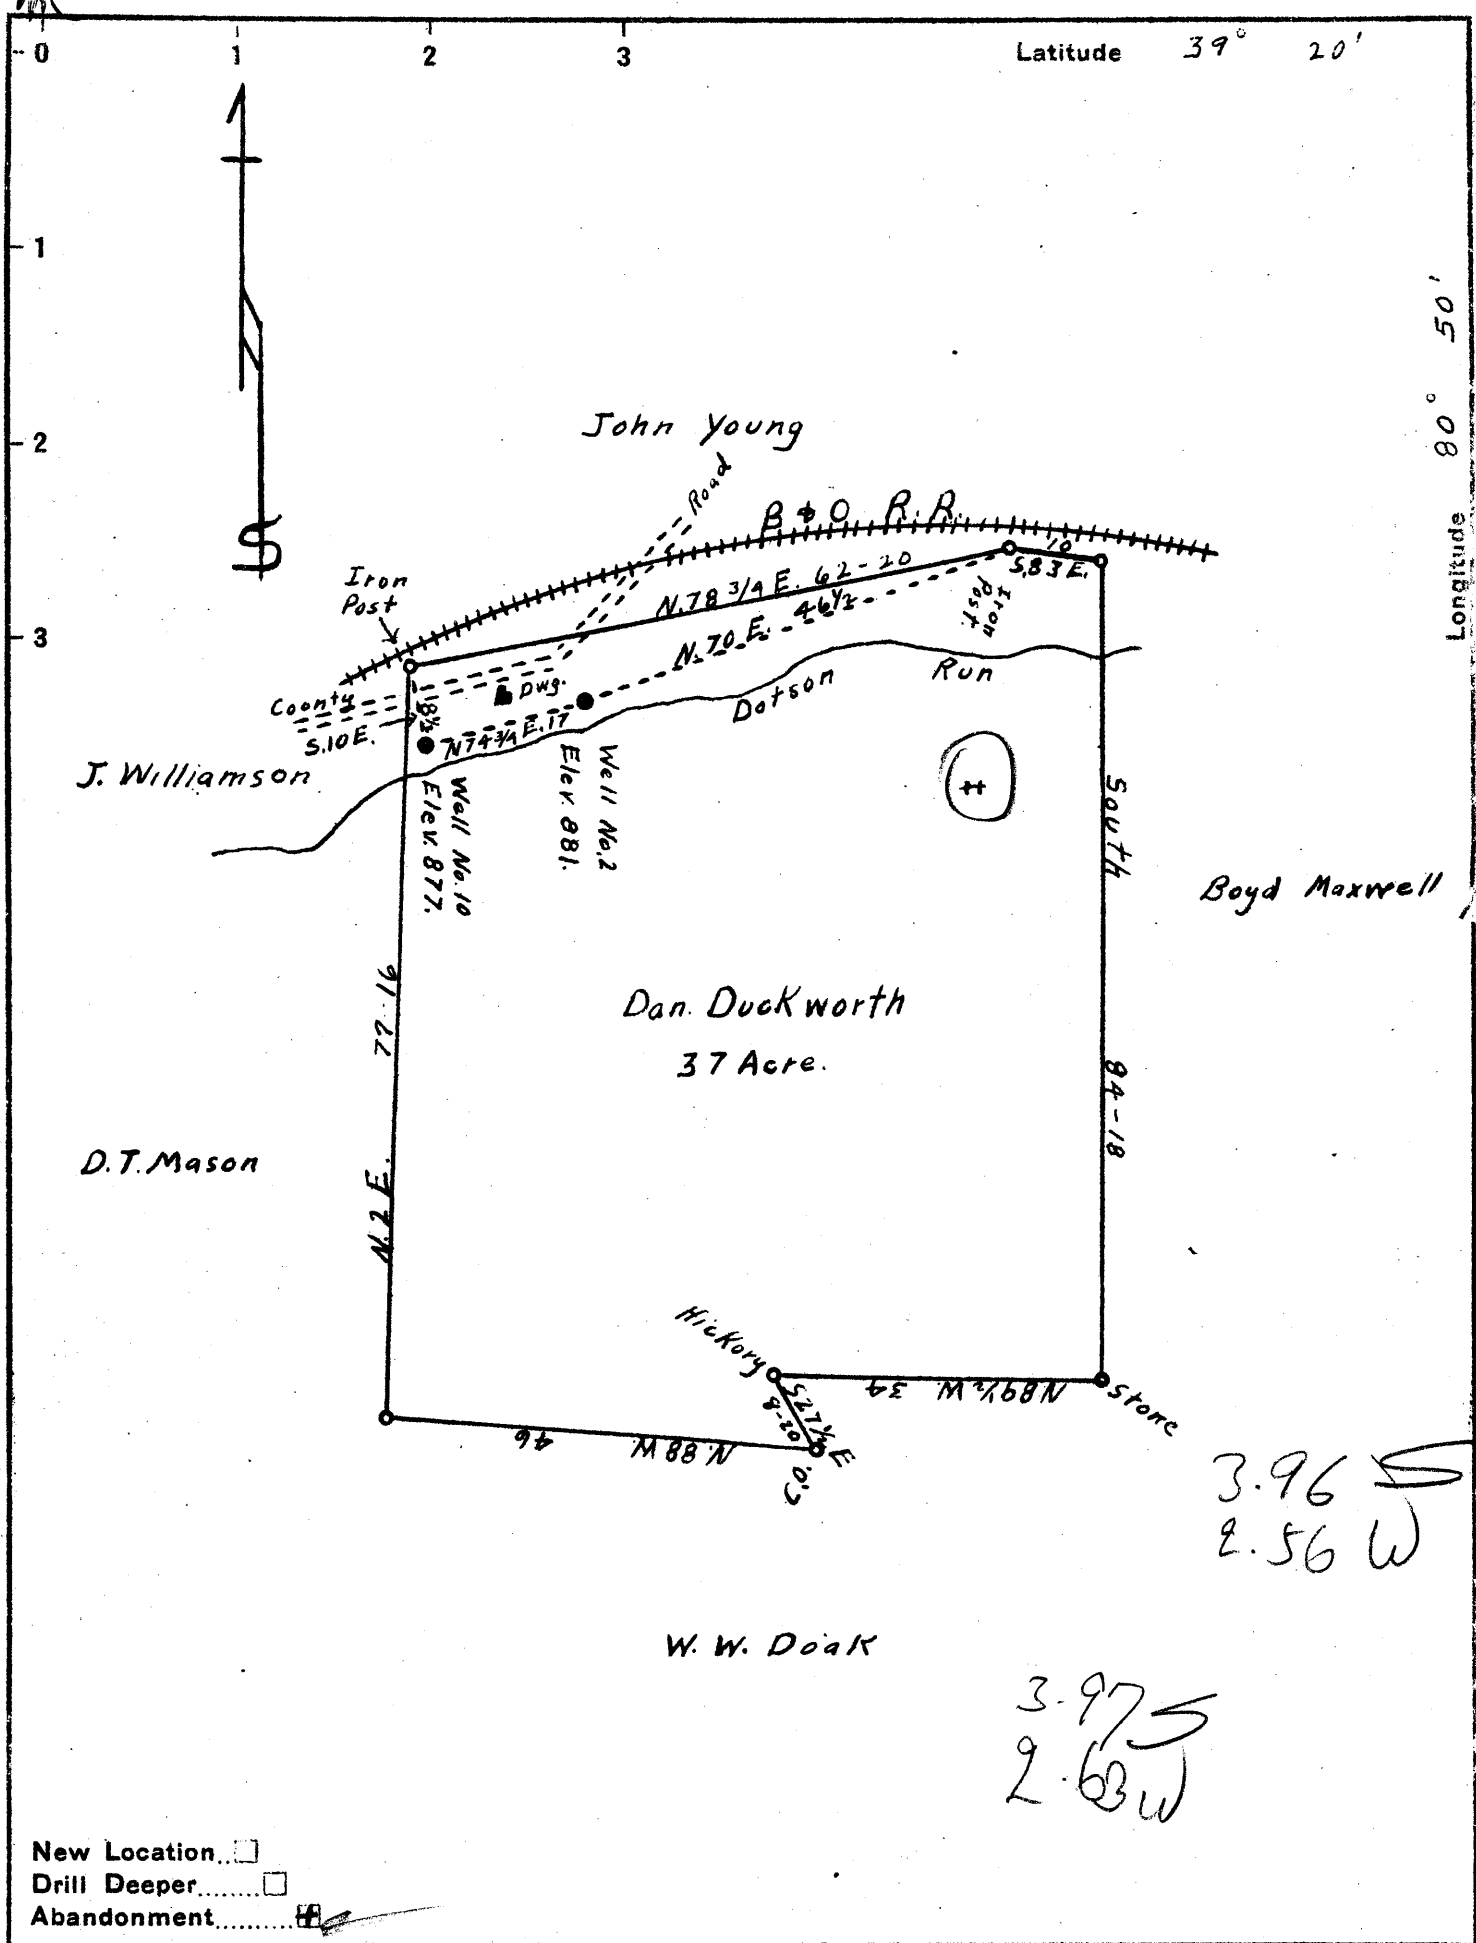 0 1 2 3 Latitude 39° 20'
1
2
3
Longitude 80° 50'
S
John Young
Road
B & O R.R.
Iron
Post
N.78 3/4 E. 62-20
10
S.83 E.
Iron
Post.
N.70 E. 46 1/2
County
Dwg.
18 1/2
S.10 E.
N 74 3/4 E. 17
Dotson Run
J. Williamson
Well No. 10
Elev. 877.
Well No. 2
Elev. 881.
South
84-18
Boyd Maxwell
77-16
N. 2 E.
Dan. Duckworth
37 Acre.
D.T. Mason
Hickory
S 27 1/2 E
8-20
N 89 1/2 W. 34
Stone
N. 88 W. 46
3.96 S
2.56 W
W. W. Doak
3.97 S
2.63 W
New Location..
Drill Deeper........
Abandonment..........